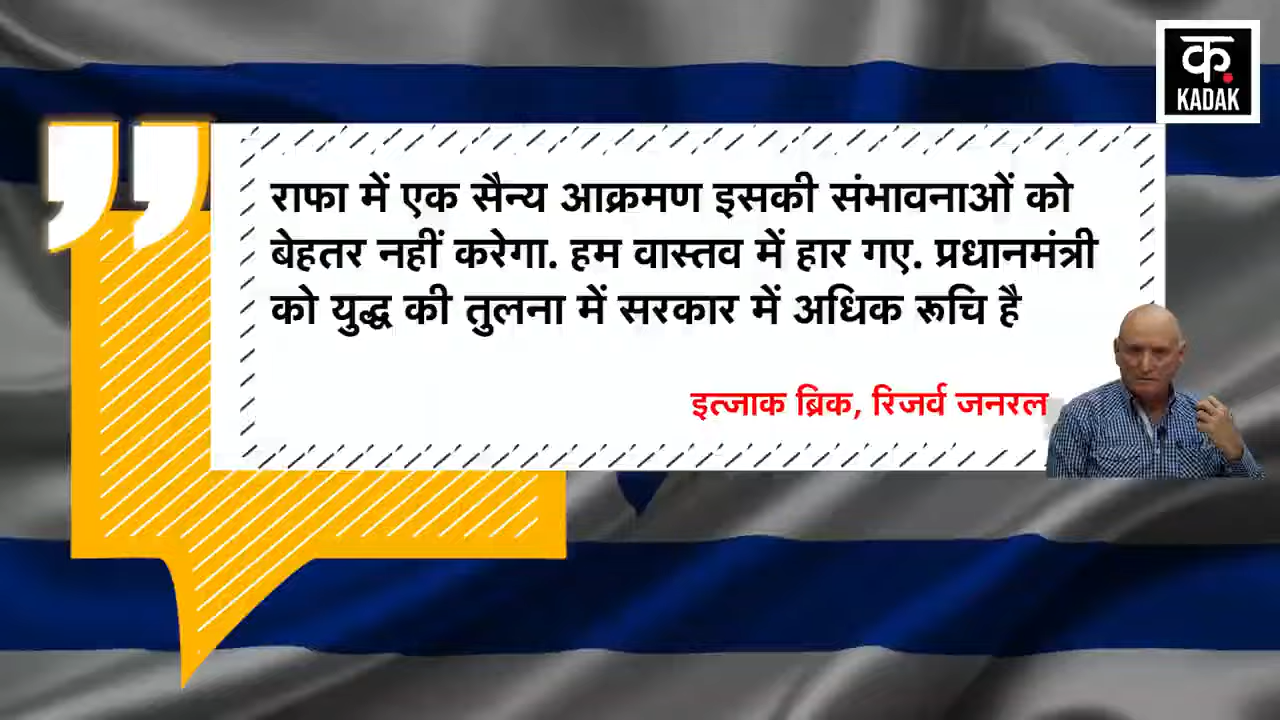 क
KADAK
राफा में एक सैन्य आक्रमण इसकी संभावनाओं को
बेहतर नहीं करेगा. हम वास्तव में हार गए. प्रधानमंत्री
को युद्ध की तुलना में सरकार में अधिक रूचि है
इत्जाक ब्रिक, रिजर्व जनरल